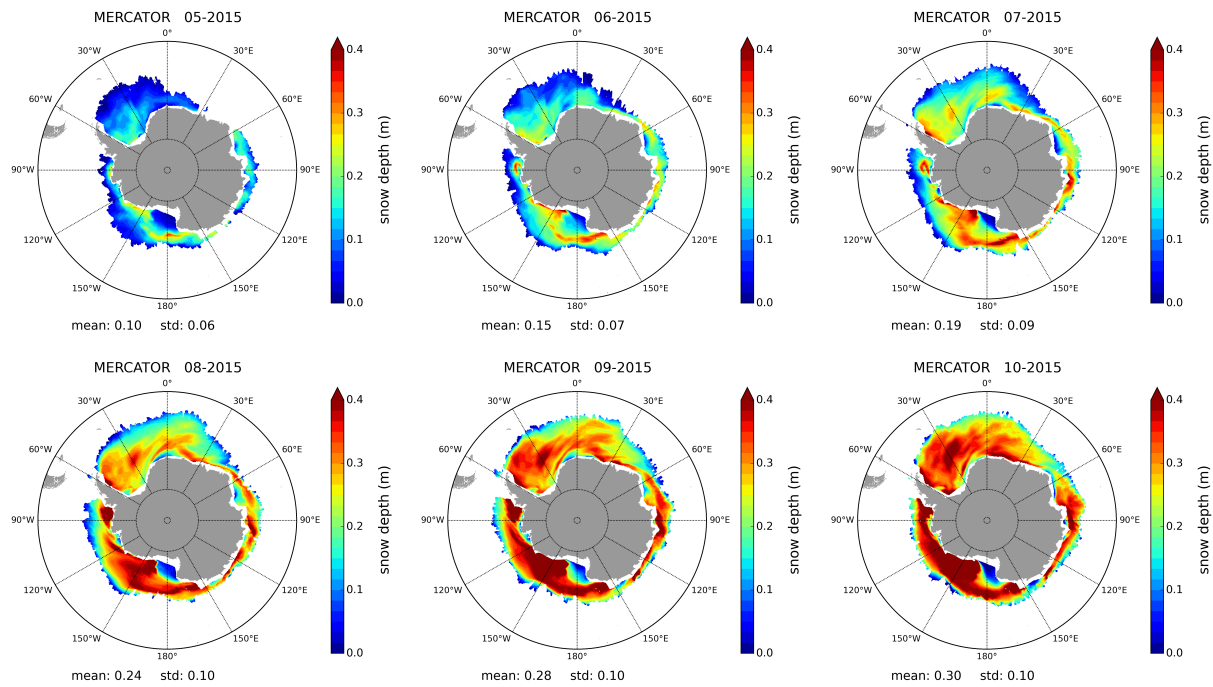 MERCATOR 05-2015
0°
30°W
30°E
60°W
60°E
90°W
90°E
120°W
120°E
150°W
150°E
180°
0.4
0.3
0.2
0.1
0.0
snow depth (m)
mean: 0.10 std: 0.06
MERCATOR 06-2015
0°
30°W
30°E
60°W
60°E
90°W
90°E
120°W
120°E
150°W
150°E
180°
0.4
0.3
0.2
0.1
0.0
snow depth (m)
mean: 0.15 std: 0.07
MERCATOR 07-2015
0°
30°W
30°E
60°W
60°E
90°W
90°E
120°W
120°E
150°W
150°E
180°
0.4
0.3
0.2
0.1
0.0
snow depth (m)
mean: 0.19 std: 0.09
MERCATOR 08-2015
0°
30°W
30°E
60°W
60°E
90°W
90°E
120°W
120°E
150°W
150°E
180°
0.4
0.3
0.2
0.1
0.0
snow depth (m)
mean: 0.24 std: 0.10
MERCATOR 09-2015
0°
30°W
30°E
60°W
60°E
90°W
90°E
120°W
120°E
150°W
150°E
180°
0.4
0.3
0.2
0.1
0.0
snow depth (m)
mean: 0.28 std: 0.10
MERCATOR 10-2015
0°
30°W
30°E
60°W
60°E
90°W
90°E
120°W
120°E
150°W
150°E
180°
0.4
0.3
0.2
0.1
0.0
snow depth (m)
mean: 0.30 std: 0.10